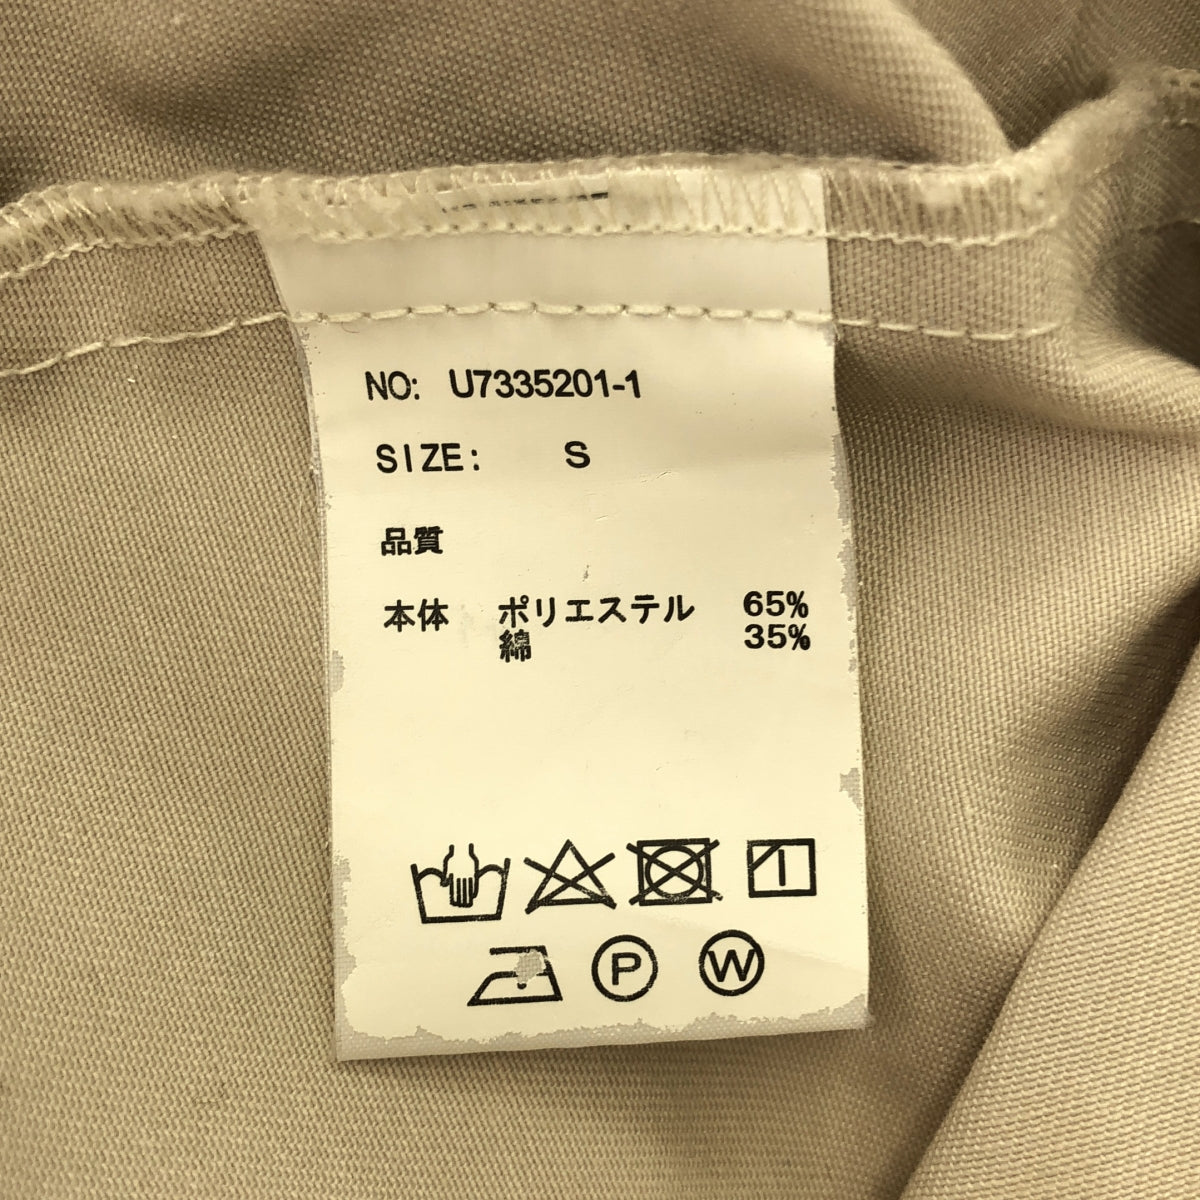 NO: U7335201-1
SIZE: S
品質
本体 ポリエステル 65%
綿 35%
P W